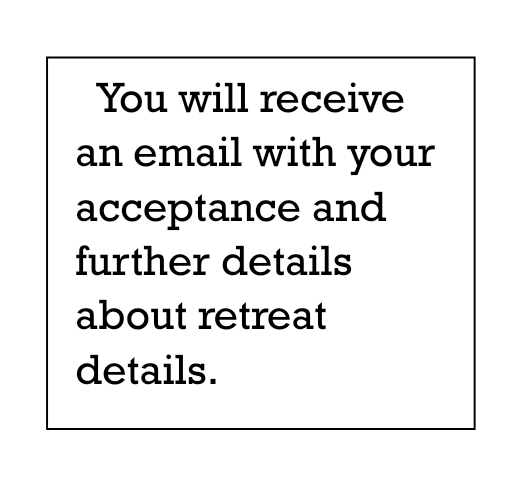 You will receive
an email with your
acceptance and
further details
about retreat
details.